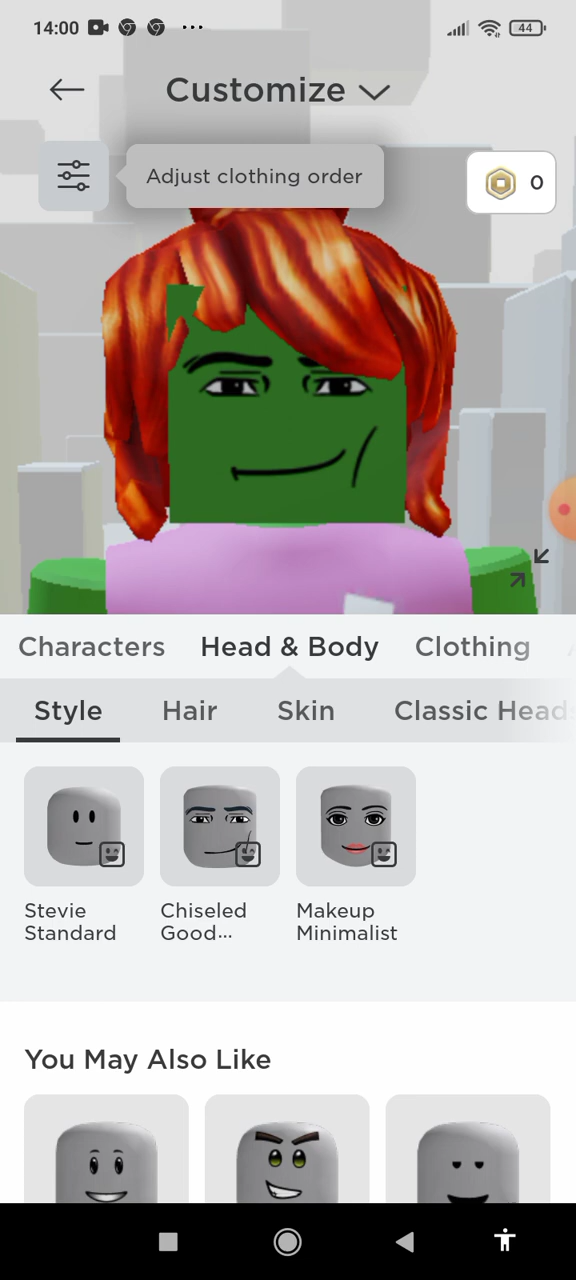 14:00
44
Customize
Adjust clothing order
0
Characters Head & Body Clothing
Style Hair Skin Classic Head
Stevie Standard
Chiseled Good...
Makeup Minimalist
You May Also Like